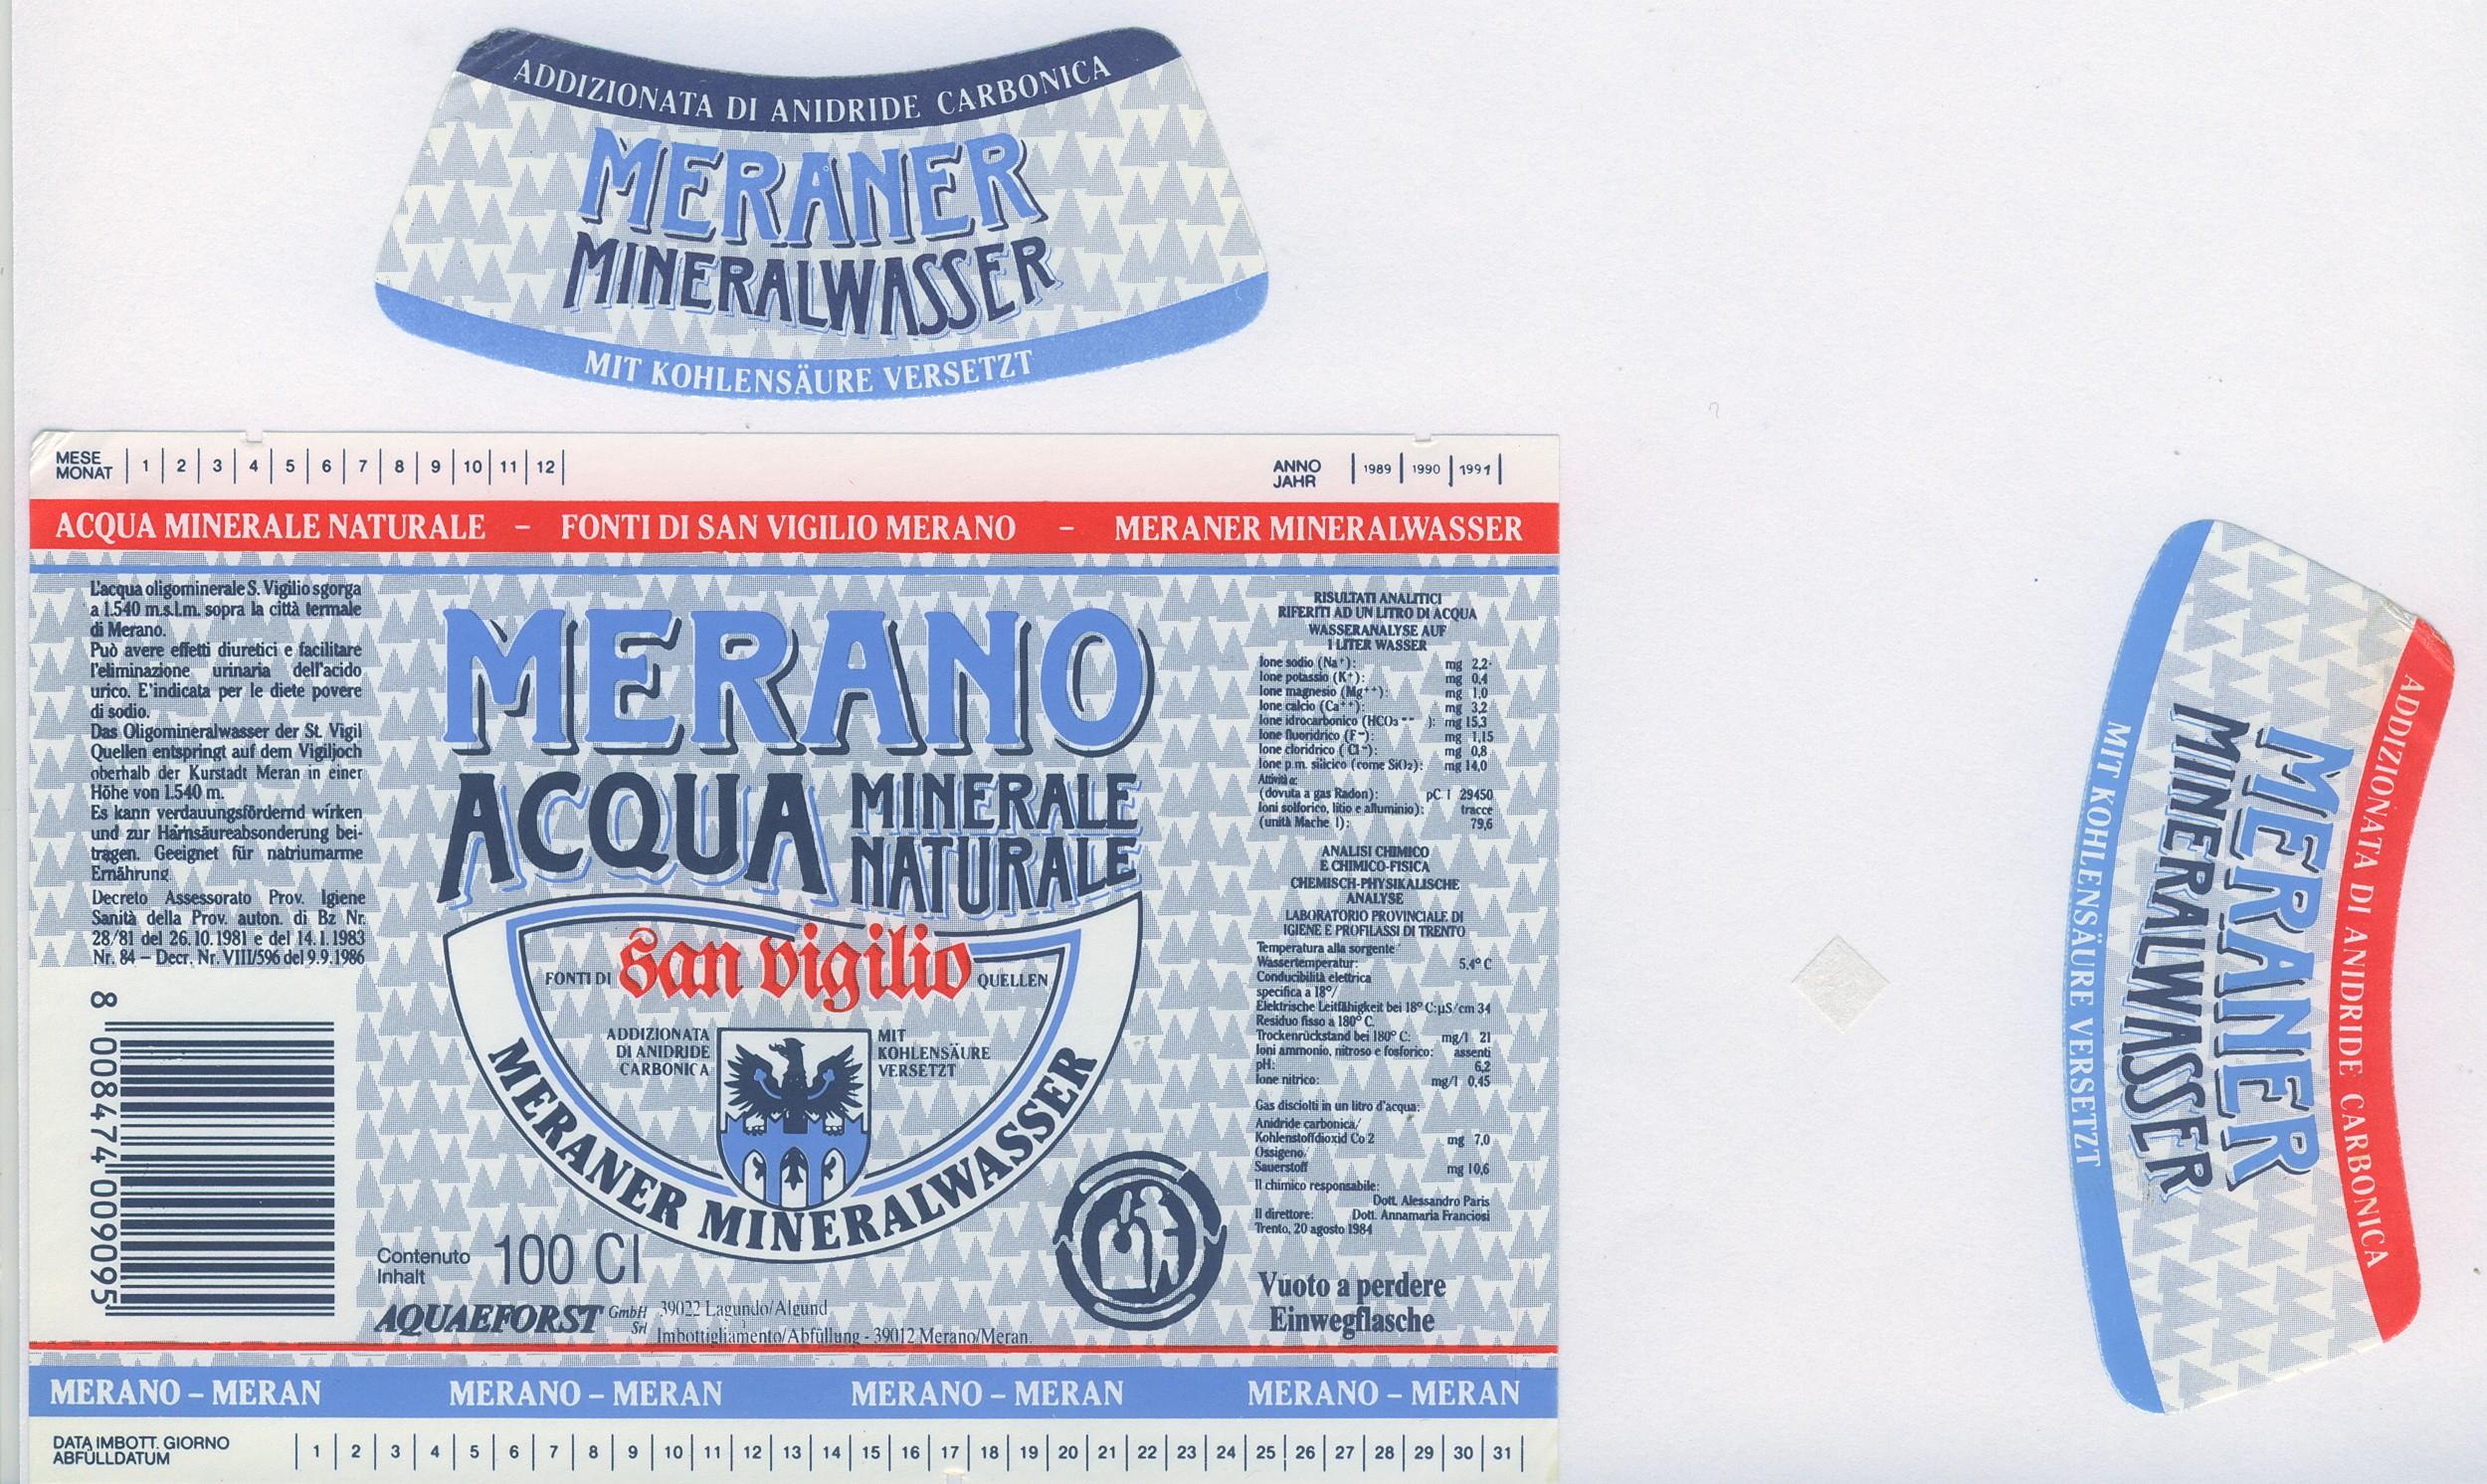 ADDIZIONATA DI ANIDRIDE CARBONICA
MERANER
MINERALWASSER
MIT KOHLENSÄURE VERSETZT
MESE
MONAT 1 2 3 4 5 6 7 8 9 10 11 12
ANNO
JAHR 1989 1990 1991
ACQUA MINERALE NATURALE – FONTI DI SAN VIGILIO MERANO – MERANER MINERALWASSER
L'acqua oligominerale S. Vigilio sgorga
a 1.540 m.s.l.m. sopra la città termale
di Merano.
Può avere effetti diuretici e facilitare
l'eliminazione urinaria dell'acido
urico. E'indicata per le diete povere
di sodio.
Das Oligomineralwasser der St. Vigil
Quellen entspringt auf dem Vigiljoch
oberhalb der Kurstadt Meran in einer
Höhe von 1.540 m.
Es kann verdauungsfördernd wirken
und zur Harnsäureabsonderung bei-
tragen. Geeignet für natriumarme
Ernährung.
Decreto Assessorato Prov. Igiene
Sanità della Prov. auton. di Bz Nr.
28/81 del 26.10.1981 e del 14.1.1983
Nr. 84 – Decr. Nr. VIII/596 del 9.9.1986
8 008474 009095
MERANO
ACQUA MINERALE
NATURALE
FONTI DI san vigilio QUELLEN
ADDIZIONATA
DI ANIDRIDE
CARBONICA
MIT
KOHLENSÄURE
VERSETZT
MERANER MINERALWASSER
Contenuto
Inhalt 100 Cl
AQUAEFORST GmbH
Srl
39022 Lagundo/Algund
Imbottigliamento/Abfüllung - 39012 Merano/Meran.
RISULTATI ANALITICI
RIFERITI AD UN LITRO DI ACQUA
WASSERANALYSE AUF
1 LITER WASSER
Ione sodio (Na+): mg 2,2
Ione potassio (K+): mg 0,4
Ione magnesio (Mg++): mg 1,0
Ione calcio (Ca++): mg 3,2
Ione idrocarbonico (HCO3-- ): mg 15,3
Ione fluoridrico (F-): mg 1,15
Ione cloridrico (Cl-): mg 0,8
Ione p.m. silicico (come SiO2): mg 14,0
Attività α:
(dovuta a gas Radon): pC l 29450
Ioni solforico, litio e alluminio): tracce
(unità Mache l): 79,6
ANALISI CHIMICO
E CHIMICO-FISICA
CHEMISCH-PHYSIKALISCHE
ANALYSE
LABORATORIO PROVINCIALE DI
IGIENE E PROFILASSI DI TRENTO
Temperatura alla sorgente
Wassertemperatur: 5,4° C
Conducibilità elettrica
specifica a 18°/
Elektrische Leitfähigkeit bei 18° C: µS/cm 34
Residuo fisso a 180° C.
Trockenrückstand bei 180° C: mg/l 21
Ioni ammonio, nitroso e fosforico: assenti
pH: 6,2
Ione nitrico: mg/l 0,45
Gas disciolti in un litro d'acqua:
Anidride carbonica/
Kohlenstoffdioxid Co 2 mg 7,0
Ossigeno/
Sauerstoff mg 10,6
Il chimico responsabile:
Dott. Alessandro Paris
Il direttore: Dott. Annamaria Franciosi
Trento, 20 agosto 1984
Vuoto a perdere
Einwegflasche
MERANO – MERAN MERANO – MERAN MERANO – MERAN MERANO – MERAN
DATA IMBOTT. GIORNO
ABFÜLLDATUM 1 2 3 4 5 6 7 8 9 10 11 12 13 14 15 16 17 18 19 20 21 22 23 24 25 26 27 28 29 30 31
ADDIZIONATA DI ANIDRIDE CARBONICA
MERANER
MINERALWASSER
MIT KOHLENSÄURE VERSETZT